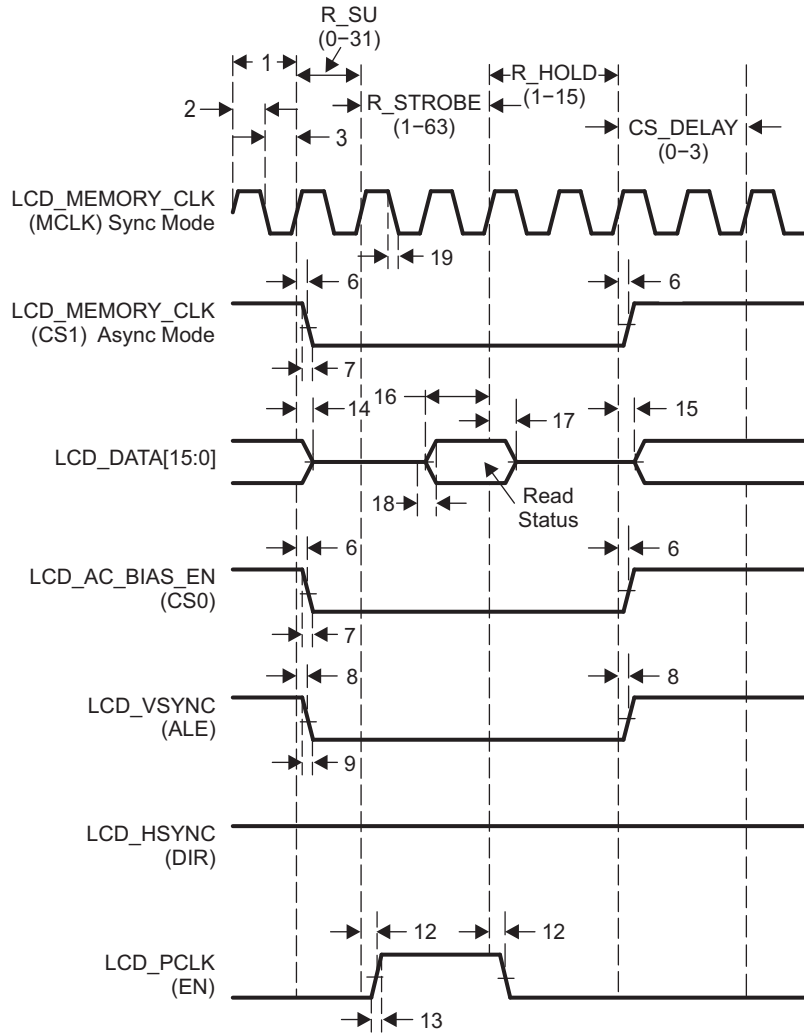 R_SU
(0−31)
1
R_HOLD
(1−15)
2
R_STROBE
(1−63)
CS_DELAY
(0−3)
3
LCD_MEMORY_CLK
(MCLK) Sync Mode
19
6
6
LCD_MEMORY_CLK
(CS1) Async Mode
7
16
14
17
15
LCD_DATA[15:0]
18
Read
Status
6
6
LCD_AC_BIAS_EN
(CS0)
7
8
8
LCD_VSYNC
(ALE)
9
LCD_HSYNC
(DIR)
12
12
LCD_PCLK
(EN)
13